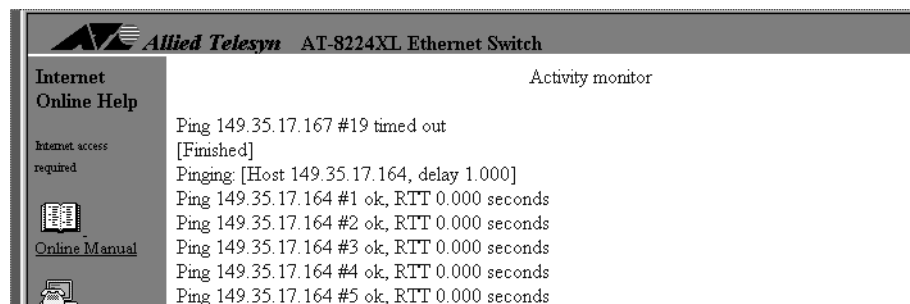 Allied Telesyn AT-8224XL Ethernet Switch
Internet
Online Help
Internet access
required
Online Manual
Activity monitor
Ping 149.35.17.167 #19 timed out
[Finished]
Pinging: [Host 149.35.17.164, delay 1.000]
Ping 149.35.17.164 #1 ok, RTT 0.000 seconds
Ping 149.35.17.164 #2 ok, RTT 0.000 seconds
Ping 149.35.17.164 #3 ok, RTT 0.000 seconds
Ping 149.35.17.164 #4 ok, RTT 0.000 seconds
Ping 149.35.17.164 #5 ok, RTT 0.000 seconds